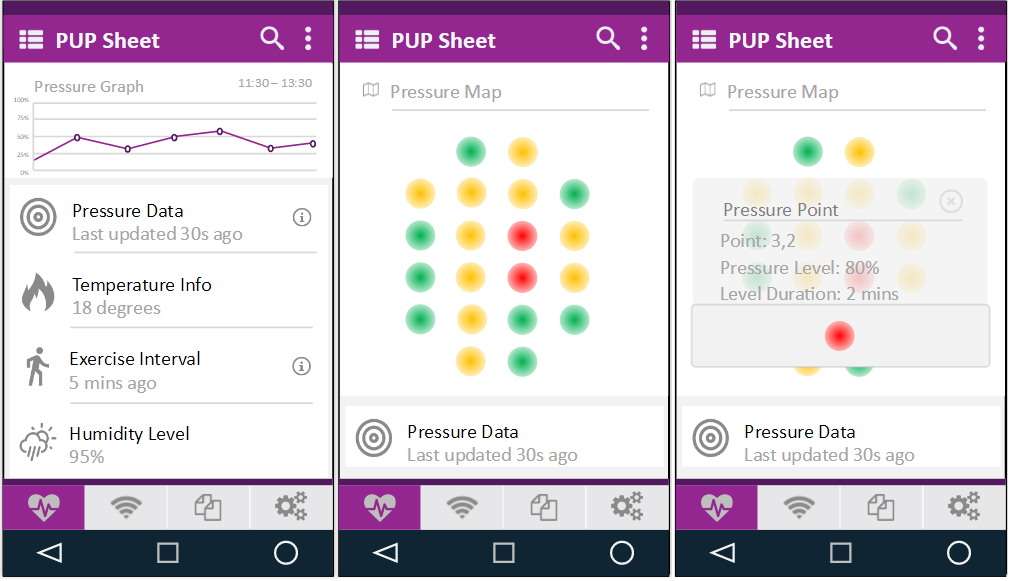 PUP Sheet
Pressure Graph
11:30 – 13:30
100%
75%
50%
25%
0%
Pressure Data
Last updated 30s ago
Temperature Info
18 degrees
Exercise Interval
5 mins ago
Humidity Level
95%
PUP Sheet
Pressure Map
Pressure Data
Last updated 30s ago
PUP Sheet
Pressure Map
Pressure Point
Point: 3,2
Pressure Level: 80%
Level Duration: 2 mins
Pressure Data
Last updated 30s ago